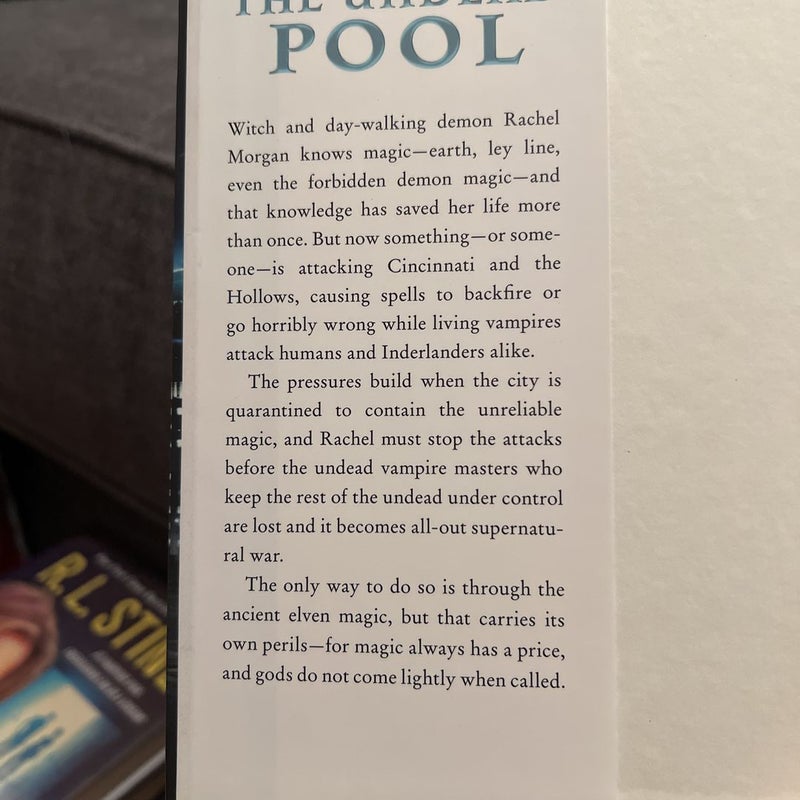 THE UNDEAD
POOL
Witch and day-walking demon Rachel
Morgan knows magic—earth, ley line,
even the forbidden demon magic—and
that knowledge has saved her life more
than once. But now something—or some-
one—is attacking Cincinnati and the
Hollows, causing spells to backfire or
go horribly wrong while living vampires
attack humans and Inderlanders alike.
The pressures build when the city is
quarantined to contain the unreliable
magic, and Rachel must stop the attacks
before the undead vampire masters who
keep the rest of the undead under control
are lost and it becomes all-out supernatu-
ral war.
The only way to do so is through the
ancient elven magic, but that carries its
own perils—for magic always has a price,
and gods do not come lightly when called.
R. L. STIN